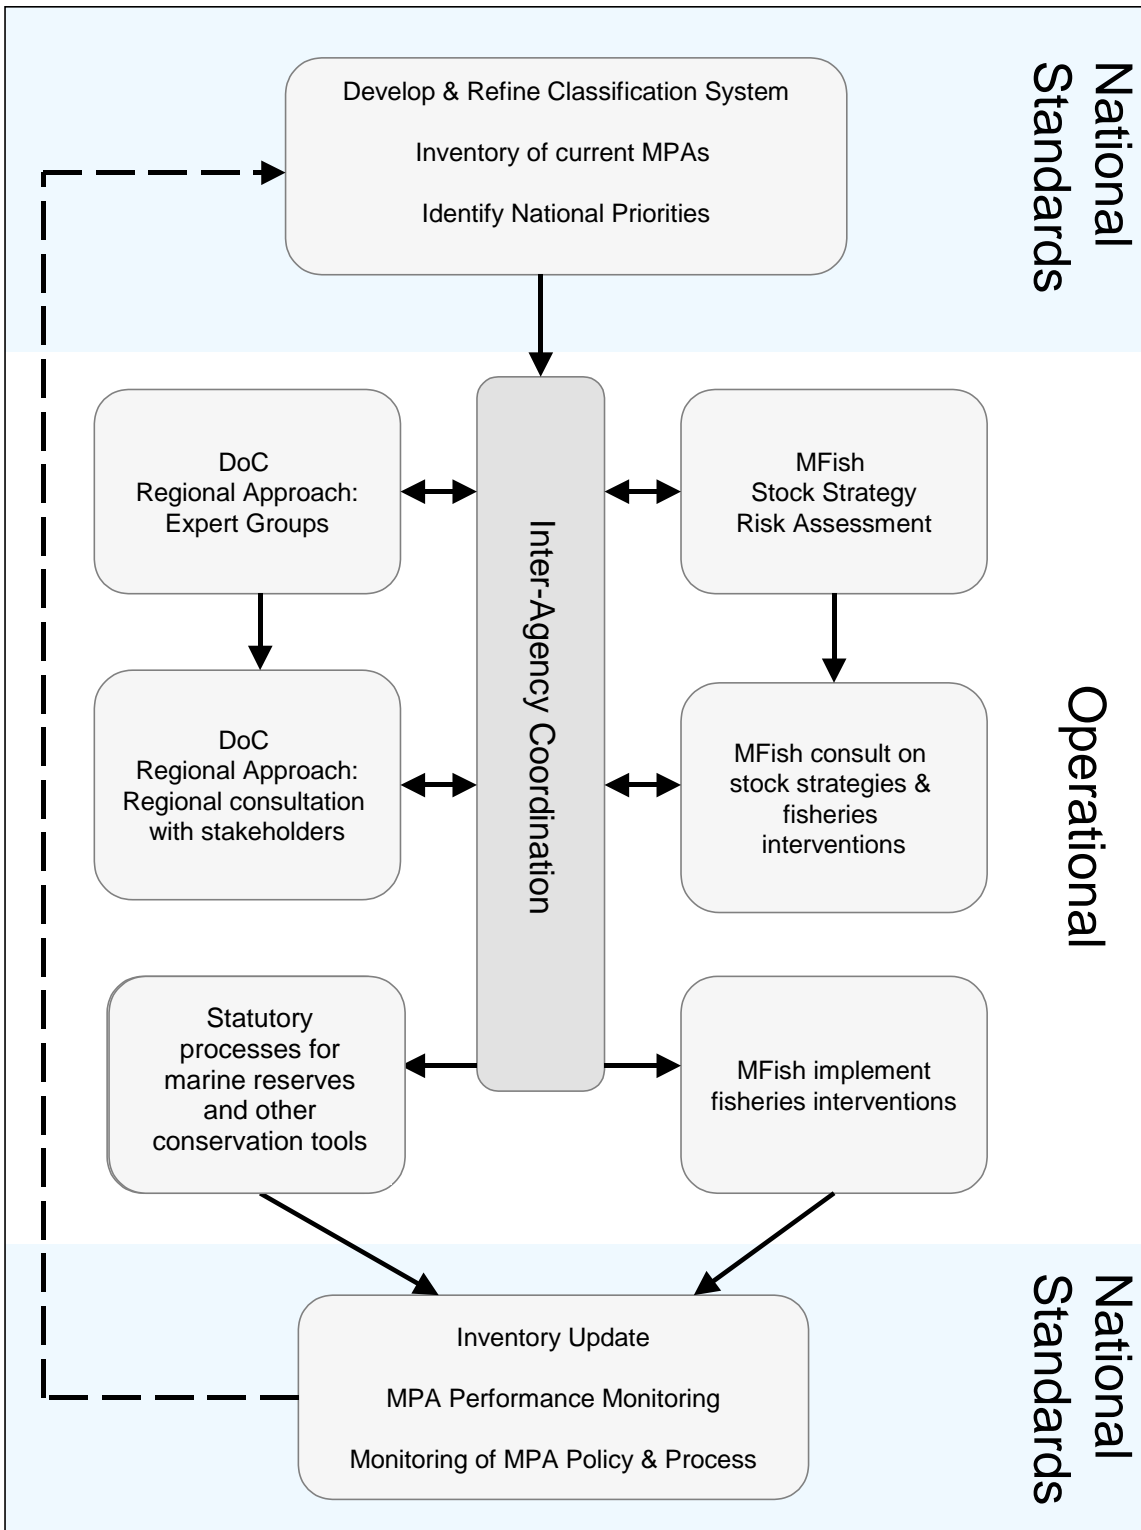 National
Standards
Develop & Refine Classification System
Inventory of current MPAs
Identify National Priorities
DoC
Regional Approach:
Expert Groups
MFish
Stock Strategy
Risk Assessment
Inter-Agency Coordination
Operational
DoC
Regional Approach:
Regional consultation
with stakeholders
MFish consult on
stock strategies &
fisheries
interventions
Statutory
processes for
marine reserves
and other
conservation tools
MFish implement
fisheries interventions
National
Standards
Inventory Update
MPA Performance Monitoring
Monitoring of MPA Policy & Process